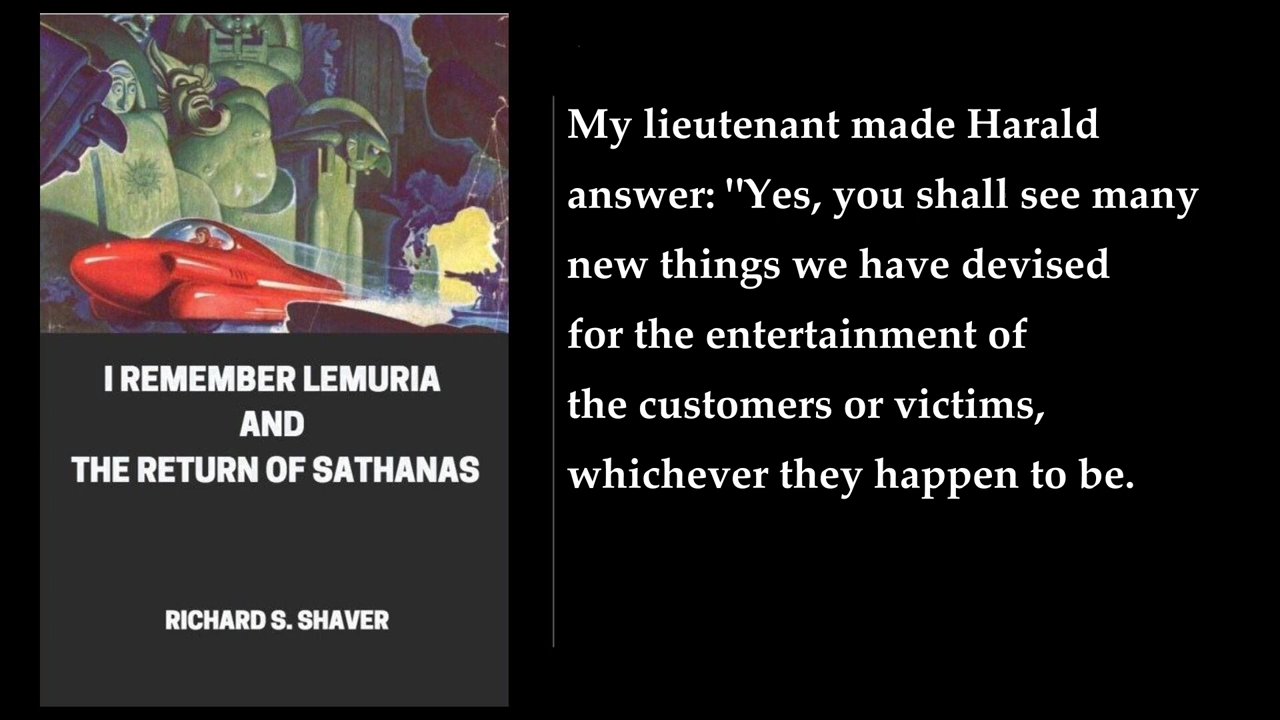 I REMEMBER LEMURIA
AND
THE RETURN OF SATHANAS
RICHARD S. SHAVER
My lieutenant made Harald
answer: "Yes, you shall see many
new things we have devised
for the entertainment of
the customers or victims,
whichever they happen to be.